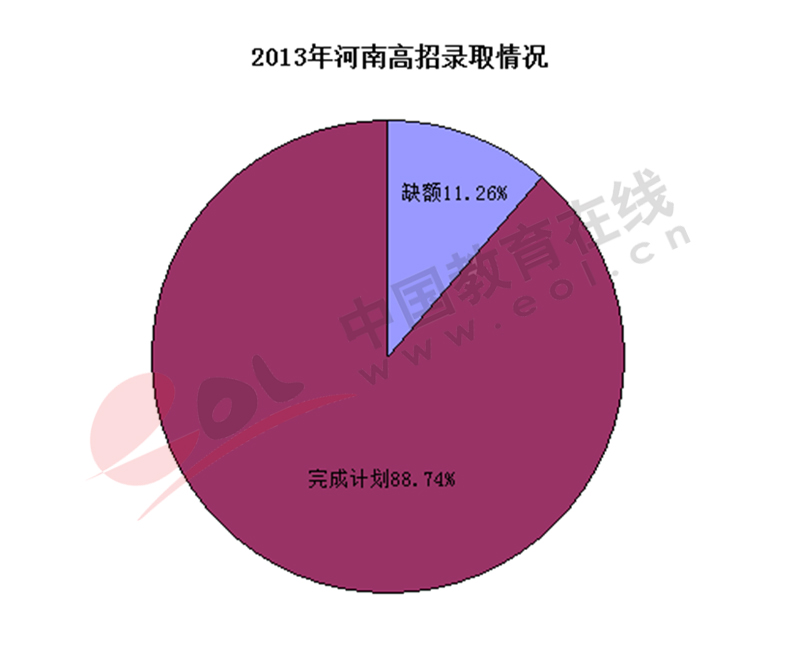 2013年河南高招录取情况
缺额11.26%
中国教育在线
www.eol.cn
eol
完成计划88.74%